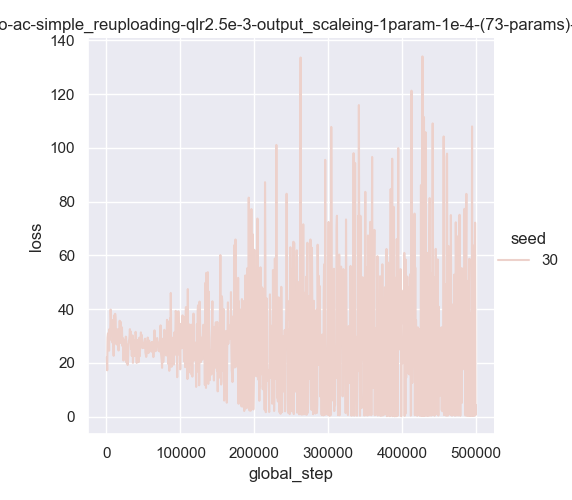 o-ac-simple_reuploading-qlr2.5e-3-output_scaleing-1param-1e-4-(73-params)-
140
120
100
80
60
40
20
0
loss
0 100000 200000 300000 400000 500000
global_step
seed
30